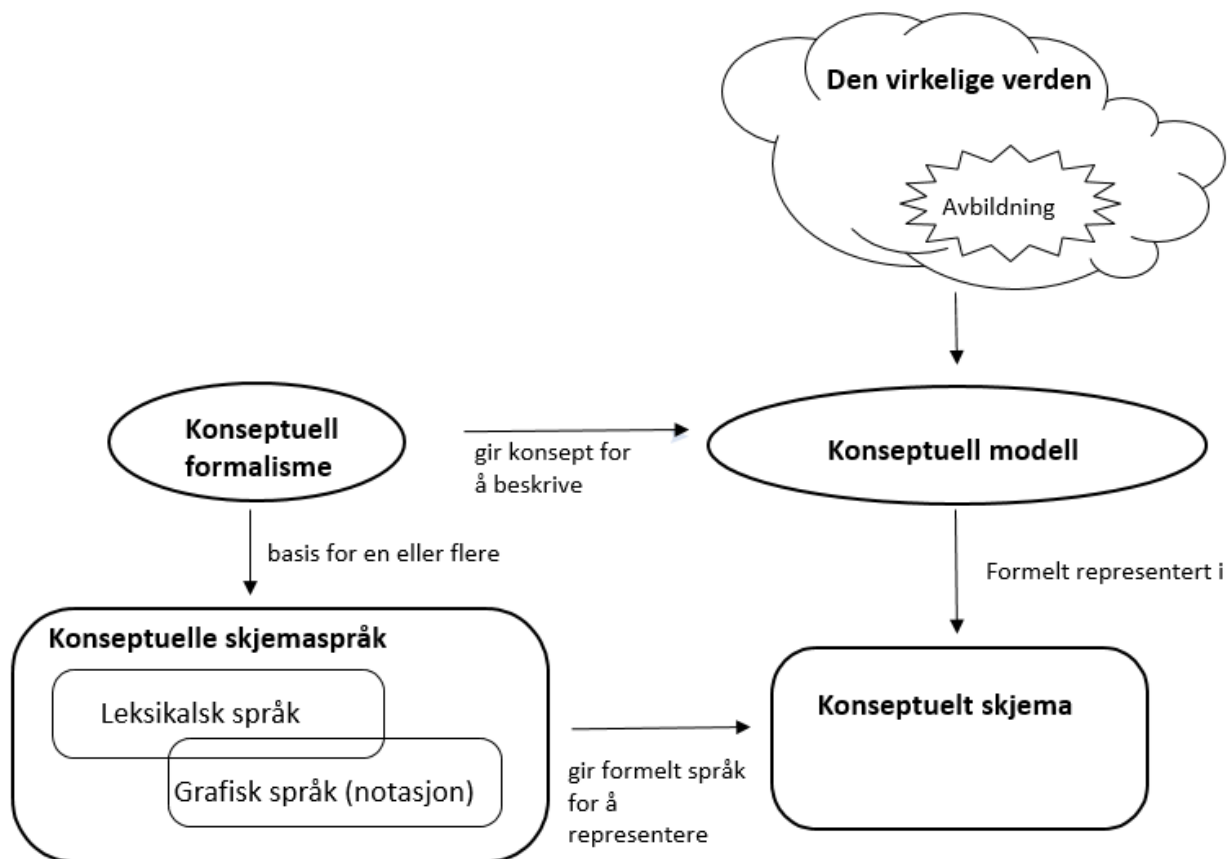 Den virkelige verden
Avbildning
Konseptuell
formalisme
gir konsept for
å beskrive
Konseptuell modell
basis for en eller flere
Formelt representert i
Konseptuelle skjemaspråk
Leksikalsk språk
Grafisk språk (notasjon)
gir formelt språk
for å
representere
Konseptuelt skjema